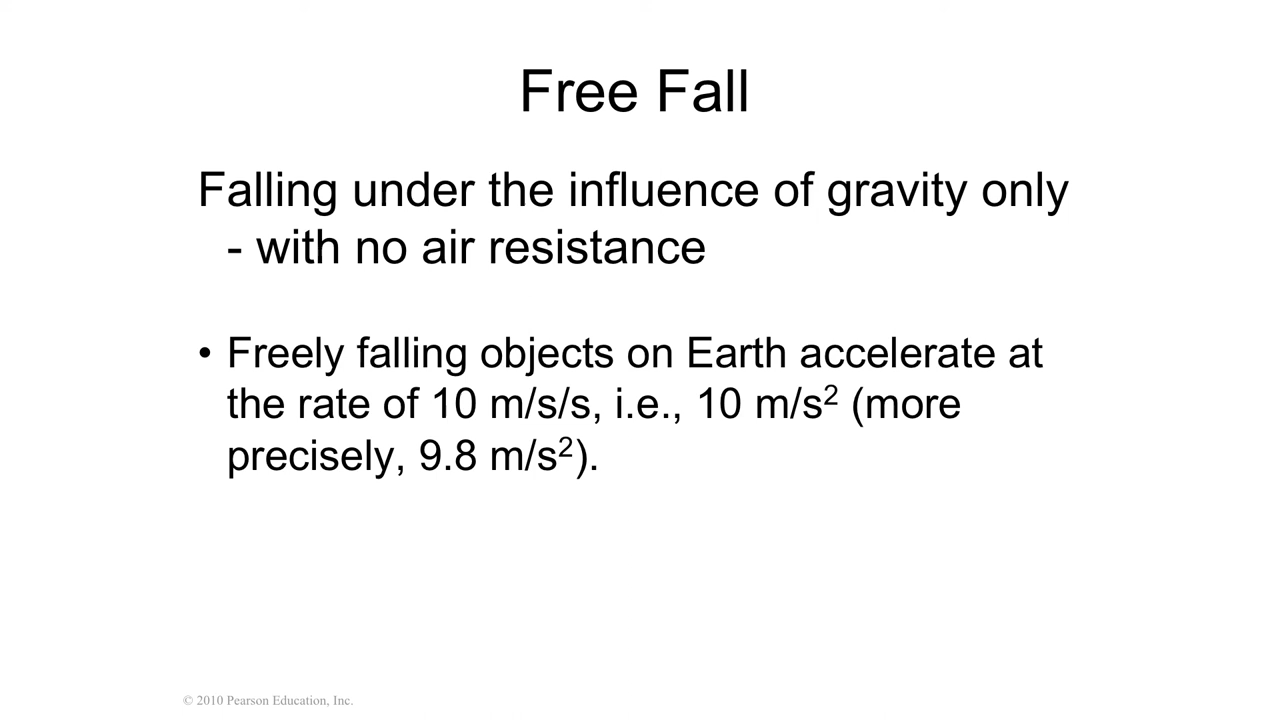 Free Fall
Falling under the influence of gravity only
- with no air resistance
• Freely falling objects on Earth accelerate at
the rate of 10 m/s/s, i.e., 10 m/s² (more
precisely, 9.8 m/s²).
© 2010 Pearson Education, Inc.